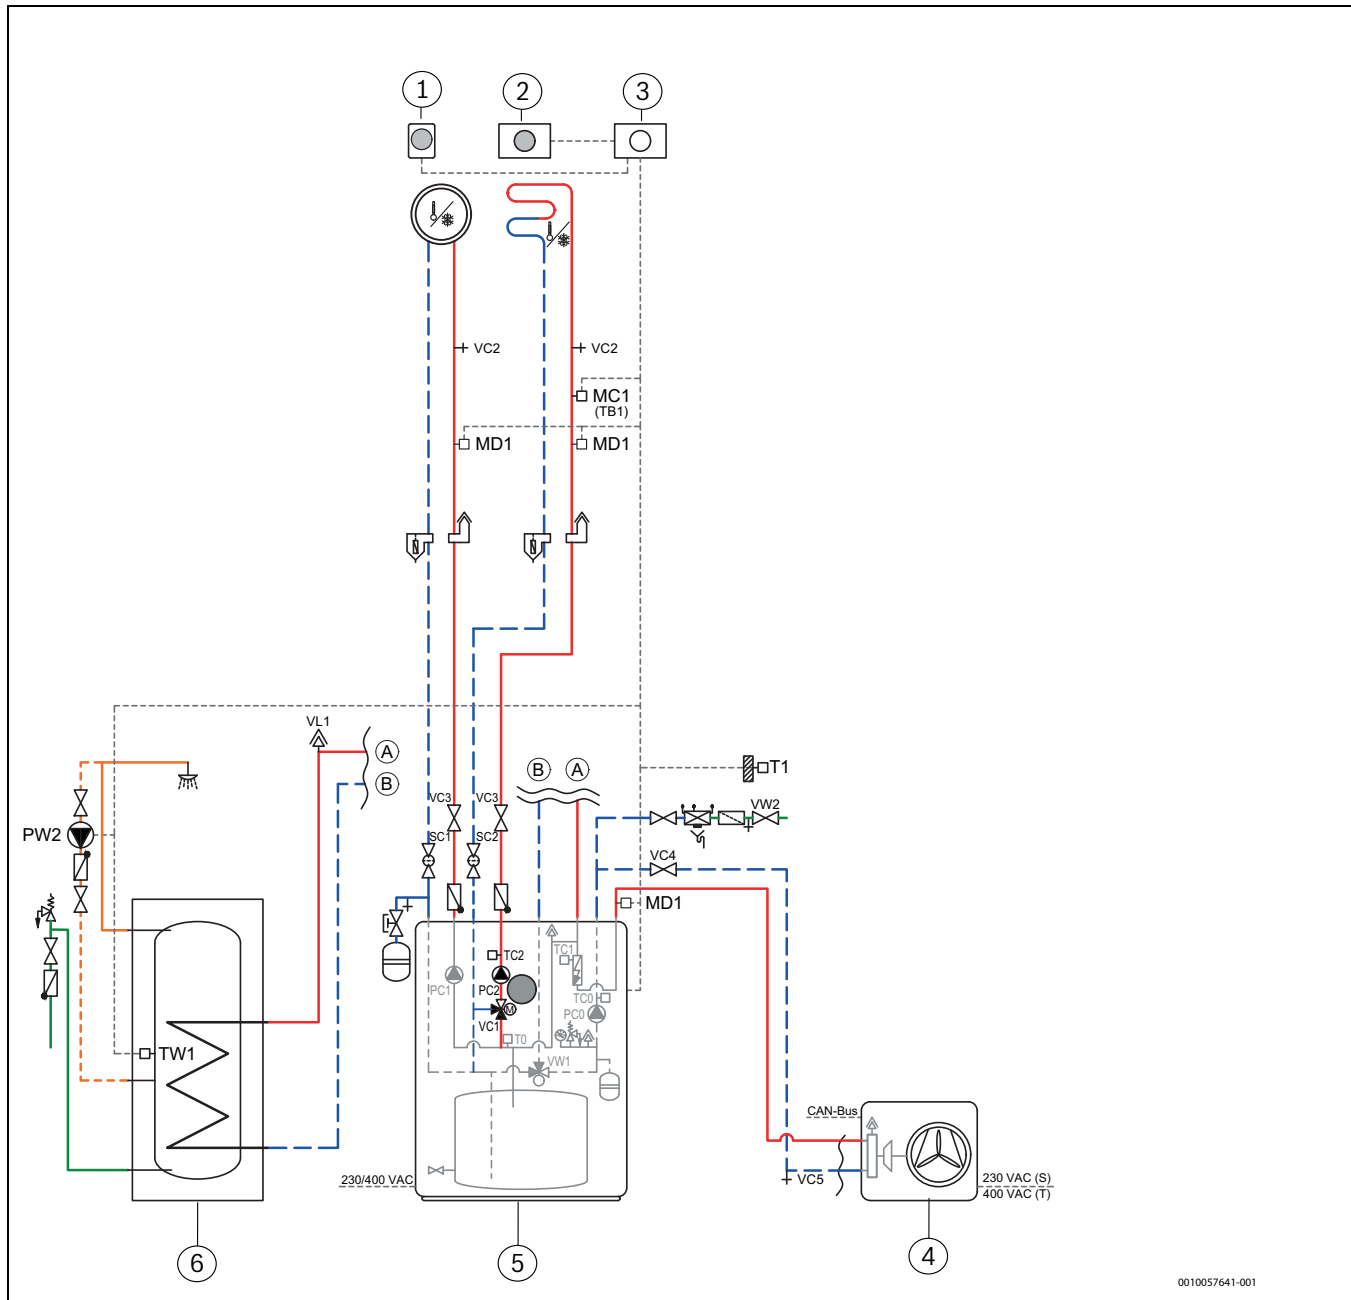 1
2
3
VC2
VC2
MC1
(TB1)
MD1
MD1
VL1
A
B
B
A
T1
VC3
VC3
VW2
PW2
SC1
SC2
VC4
MD1
TC2
TC1
PC1
PC2
TC0
M
PC0
VC1
T0
TW1
VW1
CAN-Bus
230/400 VAC
VC5
230 VAC (S)
400 VAC (T)
6
5
4
0010057641-001